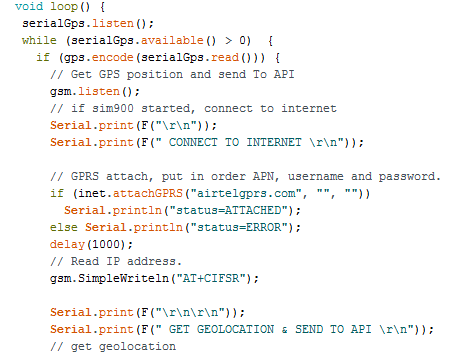 void loop() {
serialGps.listen();
while (serialGps.available() > 0)  {
if (gps.encode(serialGps.read())) {
// Get GPS position and send To API
gsm.listen();
// if sim900 started, connect to internet
Serial.print(F("\r\n"));
Serial.print(F(" CONNECT TO INTERNET \r\n"));
// GPRS attach, put in order APN, username and password.
if (inet.attachGPRS("airtelgprs.com", "", ""))
Serial.println("status=ATTACHED");
else Serial.println("status=ERROR");
delay(1000);
// Read IP address.
gsm.SimpleWriteln("AT+CIFSR");
Serial.print(F("\r\n\r\n"));
Serial.print(F(" GET GEOLOCATION & SEND TO API \r\n"));
// get geolocation